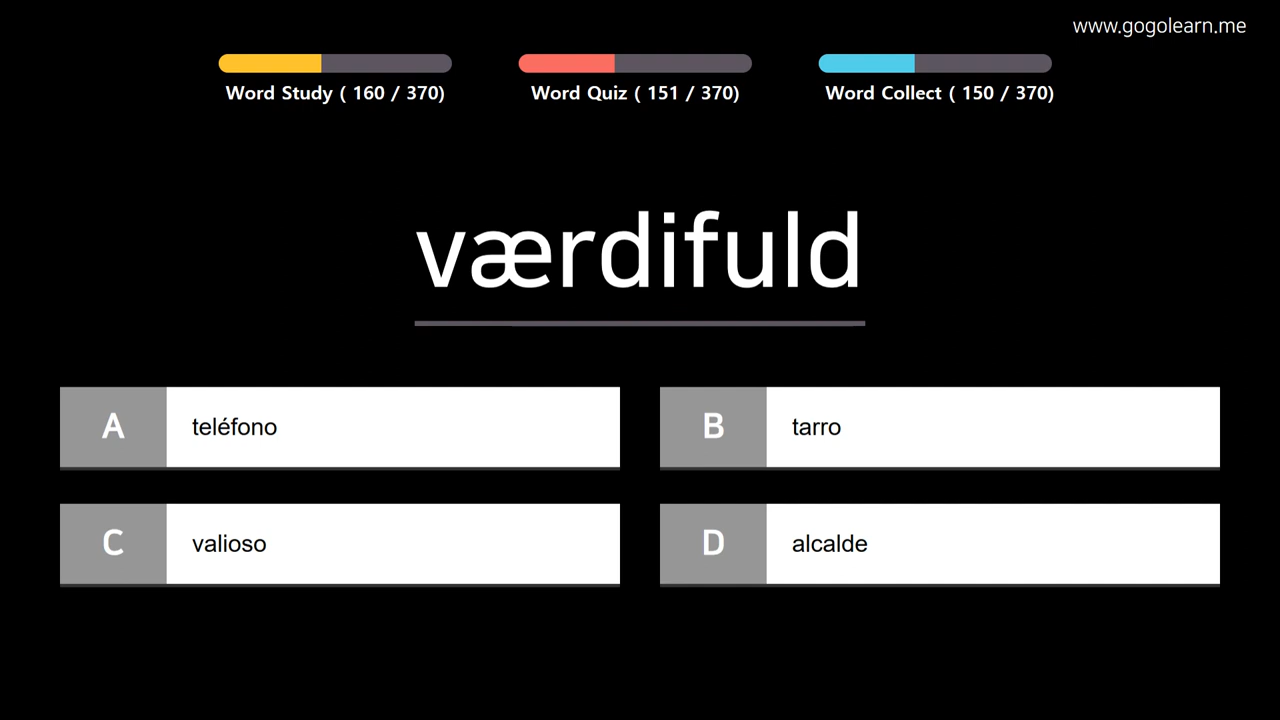 www.gogolearn.me
Word Study ( 160 / 370)
Word Quiz ( 151 / 370)
Word Collect ( 150 / 370)
værdifuld
A teléfono
B tarro
C valioso
D alcalde